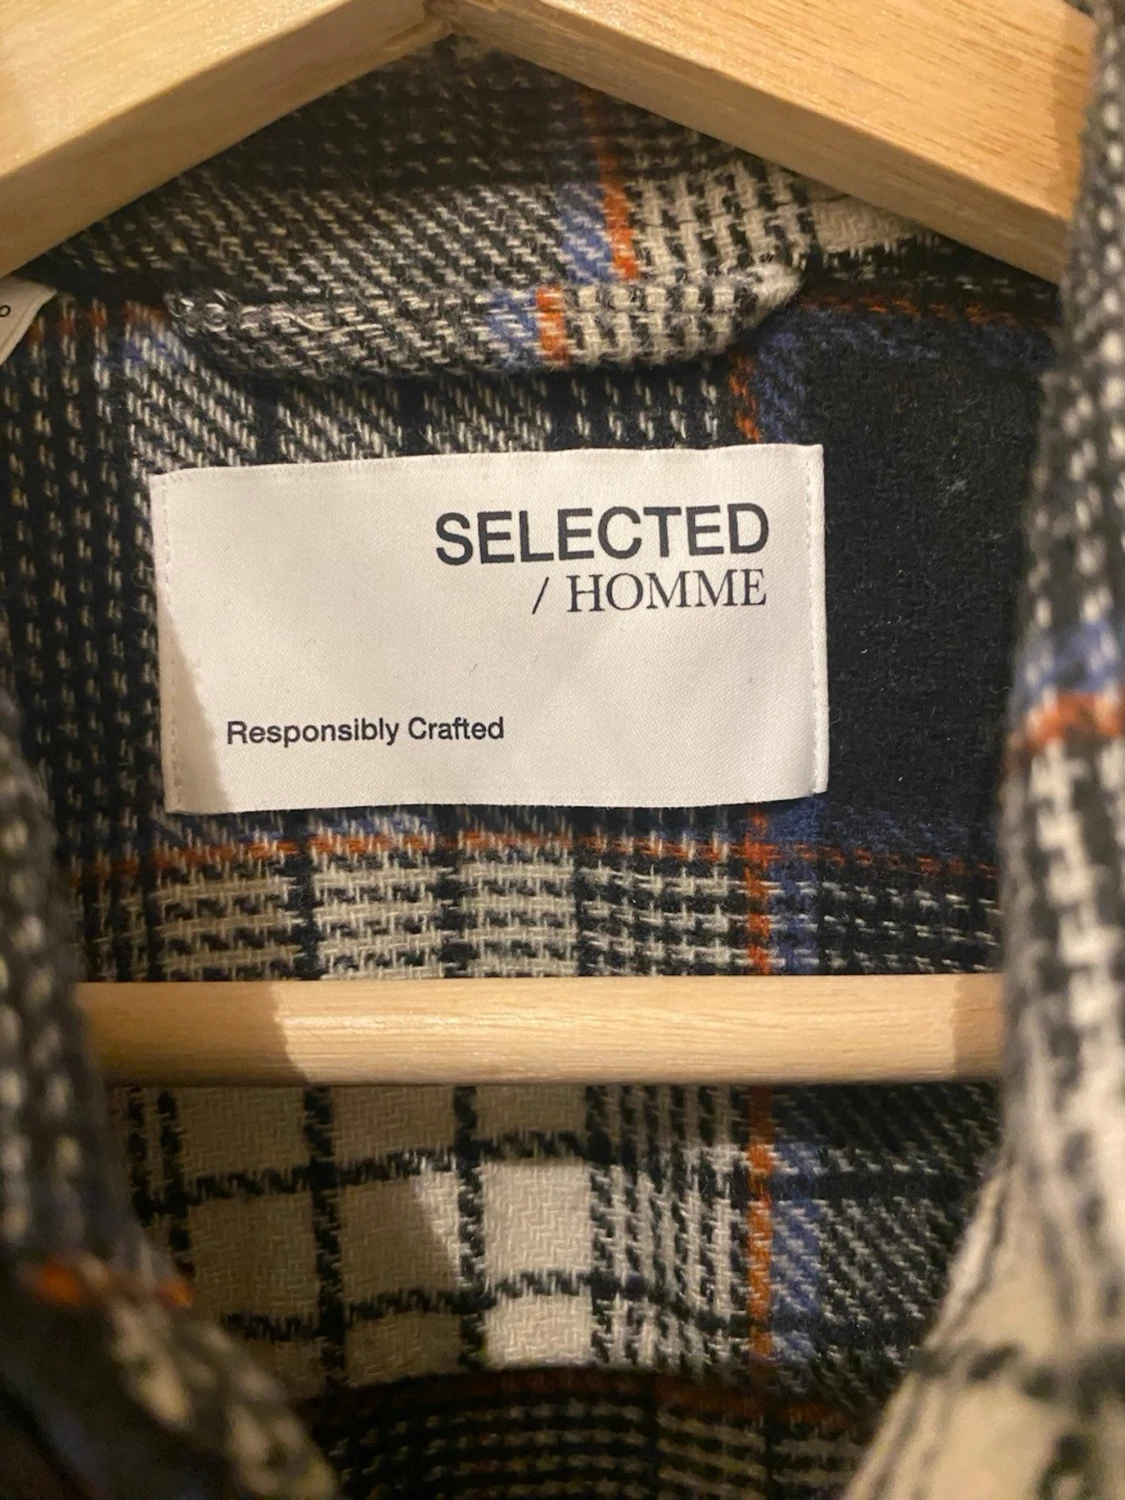 SELECTED
/ HOMME
Responsibly Crafted